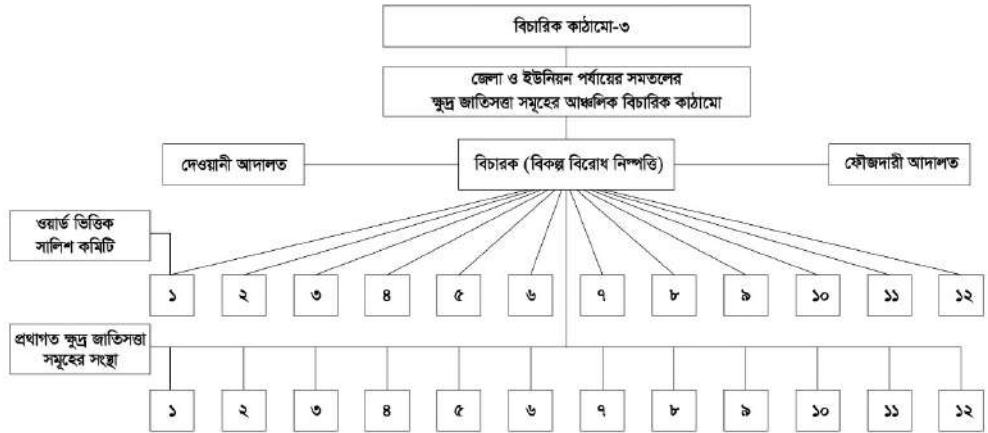 বিচারিক কাঠামো-৩
জেলা ও ইউনিয়ন পর্যায়ের সমতলের
ক্ষুদ্র জাতিসত্তা সমূহের আঞ্চলিক বিচারিক কাঠামো
দেওয়ানী আদালত
বিচারক (বিকল্প বিরোধ নিষ্পত্তি)
ফৌজদারী আদালত
ওয়ার্ড ভিত্তিক
সালিশ কমিটি
১ ২ ৩ ৪ ৫ ৬ ৭ ৮ ৯ ১০ ১১ ১২
প্রথাগত ক্ষুদ্র জাতিসত্তা
সমূহের সংস্থা
১ ২ ৩ ৪ ৫ ৬ ৭ ৮ ৯ ১০ ১১ ১২